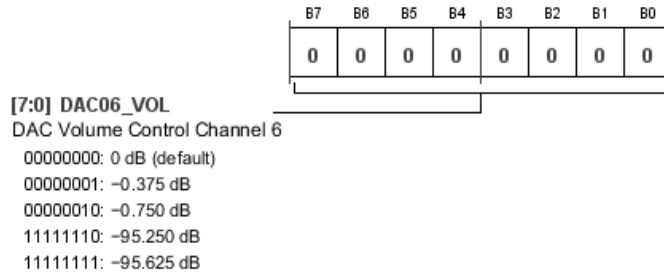 B7 B6 B5 B4 B3 B2 B1 B0
0 0 0 0 0 0 0 0
[7:0] DAC06_VOL
DAC Volume Control Channel 6
00000000: 0 dB (default)
00000001: −0.375 dB
00000010: −0.750 dB
11111110: −95.250 dB
11111111: −95.625 dB